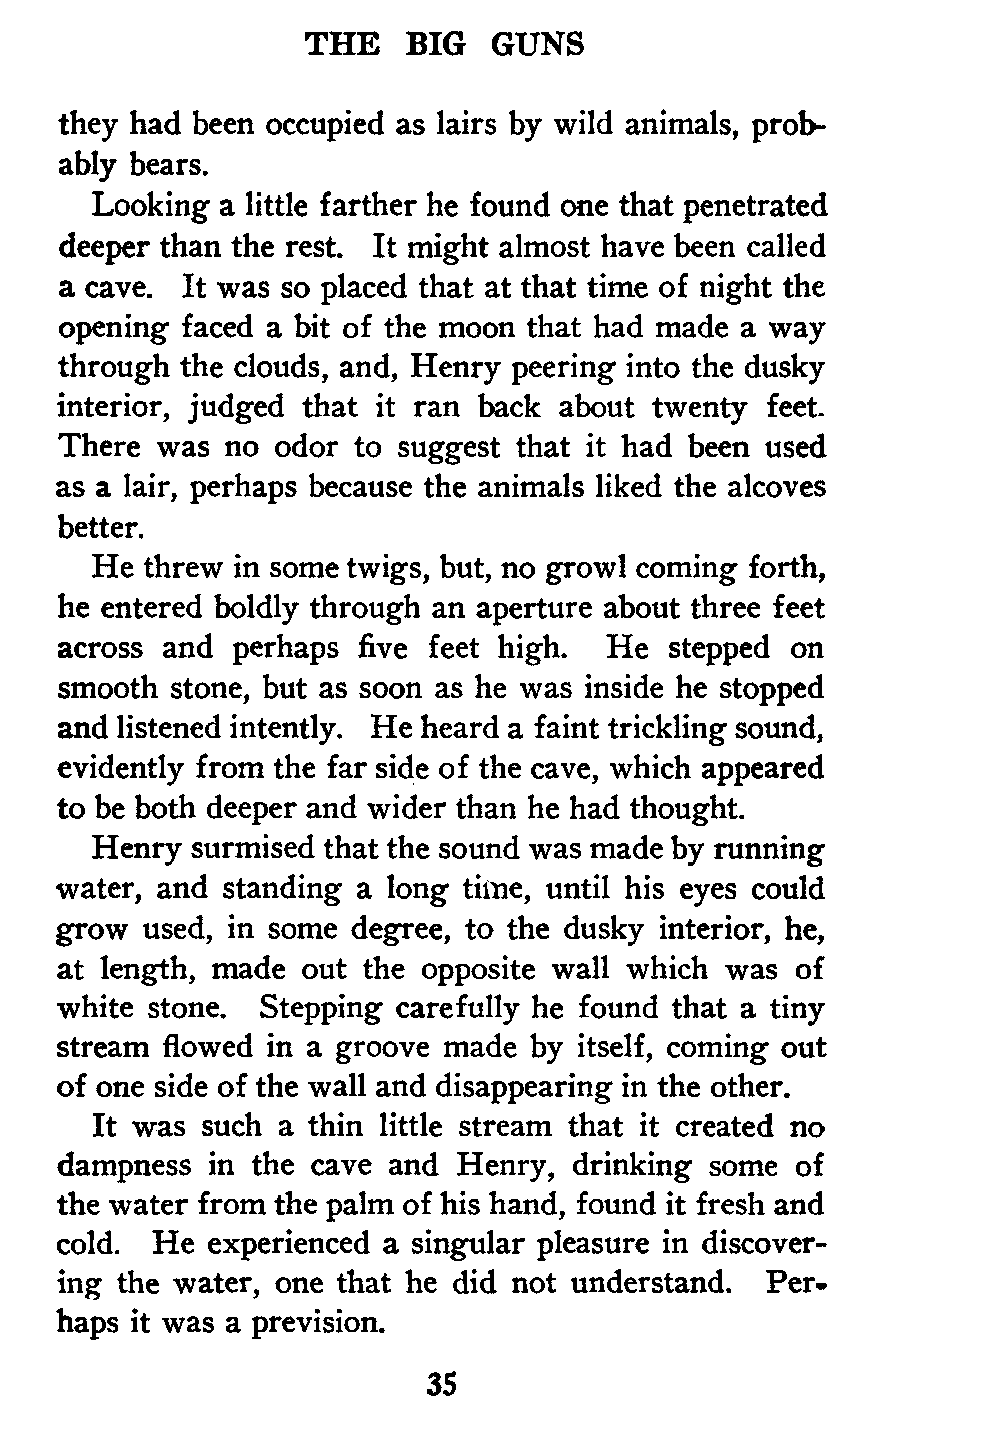 THE BIG GUNS
they had been occupied as lairs by wild animals, prob-
ably bears.
Looking a little farther he found one that penetrated
deeper than the rest. It might almost have been called
a cave. It was so placed that at that time of night the
opening faced a bit of the moon that had made a way
through the clouds, and, Henry peering into the dusky
interior, judged that it ran back about twenty feet.
There was no odor to suggest that it had been used
as a lair, perhaps because the animals liked the alcoves
better.
He threw in some twigs, but, no growl coming forth,
he entered boldly through an aperture about three feet
across and perhaps five feet high. He stepped on
smooth stone, but as soon as he was inside he stopped
and listened intently. He heard a faint trickling sound,
evidently from the far side of the cave, which appeared
to be both deeper and wider than he had thought.
Henry surmised that the sound was made by running
water, and standing a long time, until his eyes could
grow used, in some degree, to the dusky interior, he,
at length, made out the opposite wall which was of
white stone. Stepping carefully he found that a tiny
stream flowed in a groove made by itself, coming out
of one side of the wall and disappearing in the other.
It was such a thin little stream that it created no
dampness in the cave and Henry, drinking some of
the water from the palm of his hand, found it fresh and
cold. He experienced a singular pleasure in discover-
ing the water, one that he did not understand. Per-
haps it was a prevision.
35